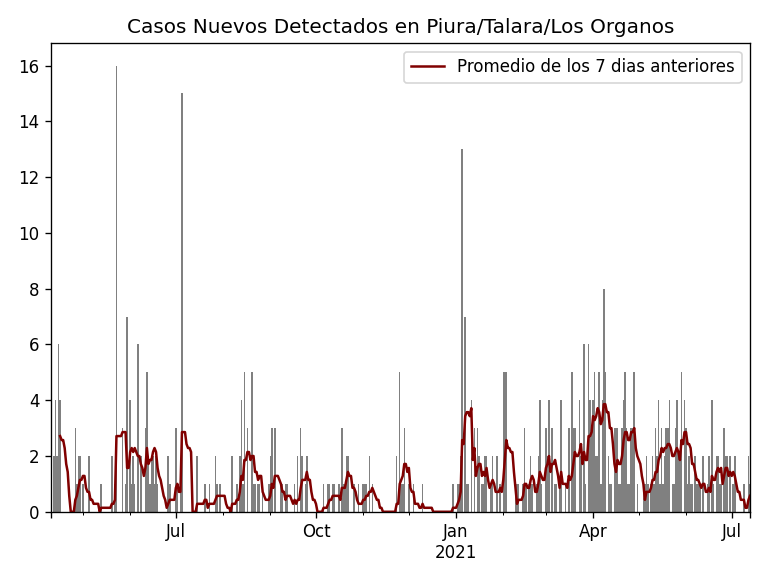 Casos Nuevos Detectados en Piura/Talara/Los Organos
Promedio de los 7 dias anteriores
16
14
12
10
8
6
4
2
0
Jul
Oct
Jan
2021
Apr
Jul